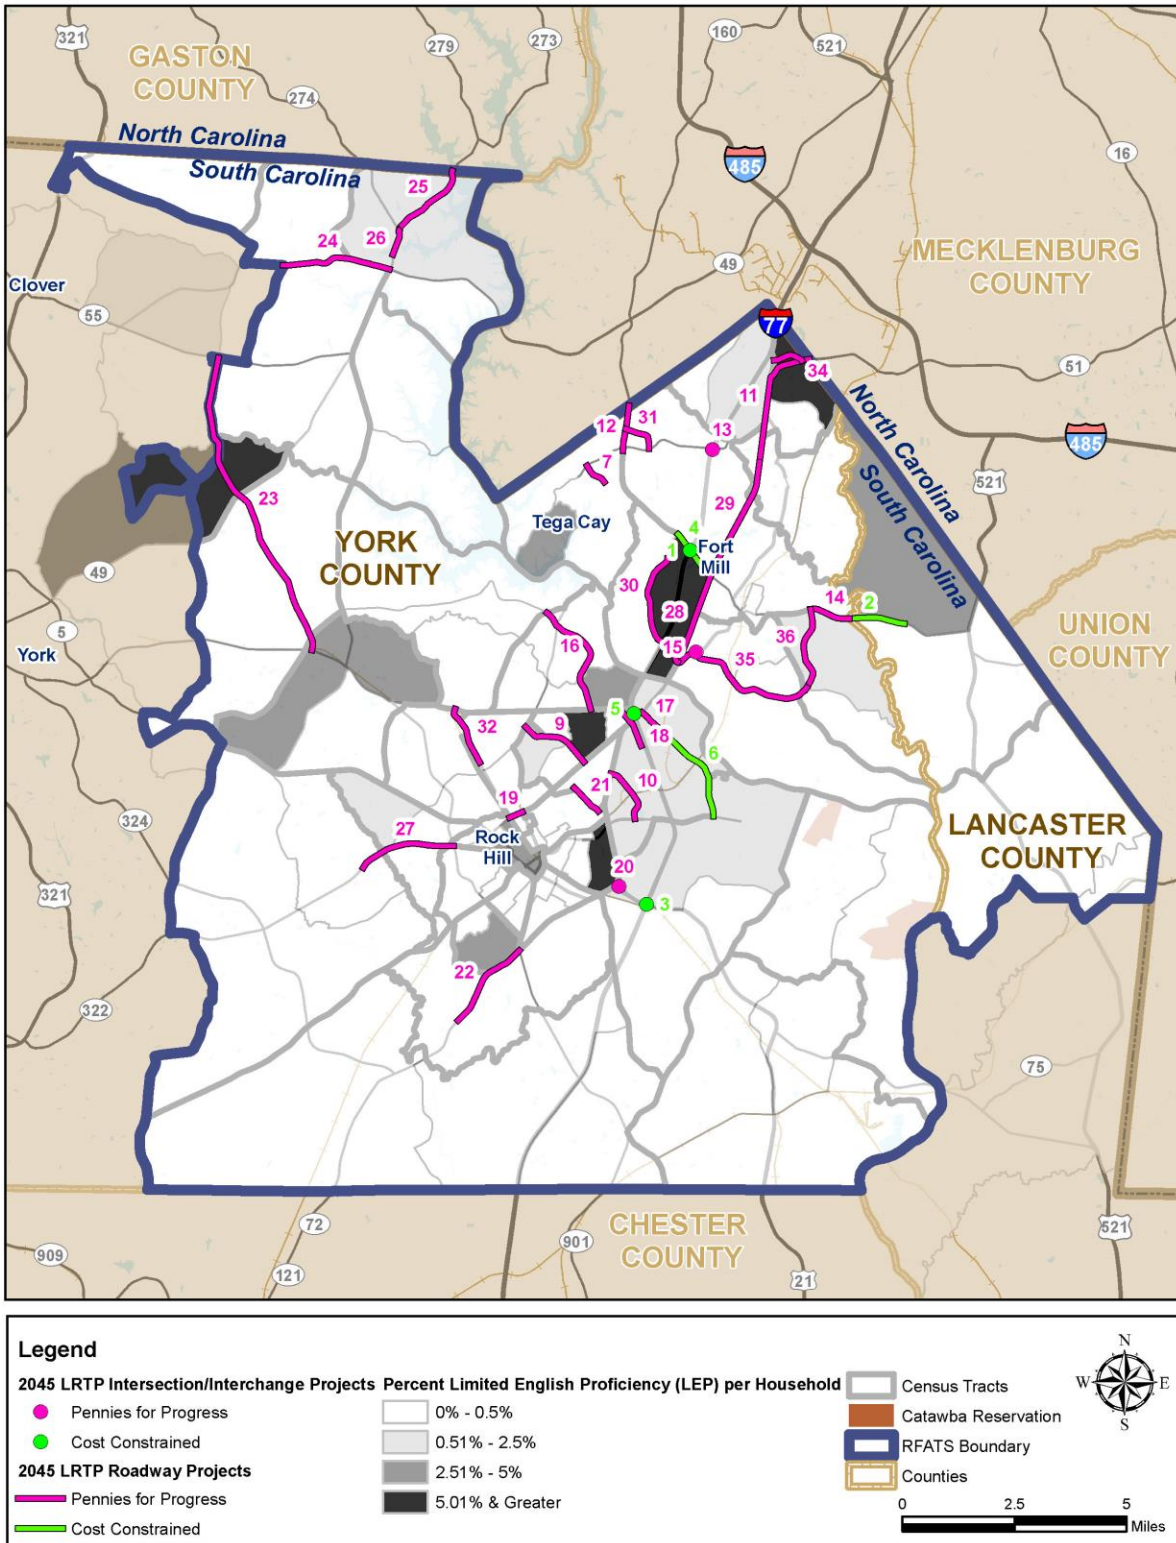 321
GASTON
COUNTY
279
273
160
521
274
North Carolina
South Carolina
485
16
25
24
26
MECKLENBURG
COUNTY
49
Clover
55
77
51
34
11
North Carolina
South Carolina
31
12
13
485
7
521
23
29
Tega Cay
4
1
Fort
Mill
YORK
COUNTY
49
30
28
14
2
5
16
36
UNION
COUNTY
York
15
35
5
17
32
9
18
6
21
10
19
324
Rock
Hill
LANCASTER
COUNTY
27
20
321
3
22
322
75
CHESTER
COUNTY
72
901
521
909
121
21
Legend
2045 LRTP Intersection/Interchange Projects
Pennies for Progress
Cost Constrained
2045 LRTP Roadway Projects
Pennies for Progress
Cost Constrained
Percent Limited English Proficiency (LEP) per Household
0% - 0.5%
0.51% - 2.5%
2.51% - 5%
5.01% & Greater
Census Tracts
Catawba Reservation
RFATS Boundary
Counties
N
W E
S
0 2.5 5
Miles